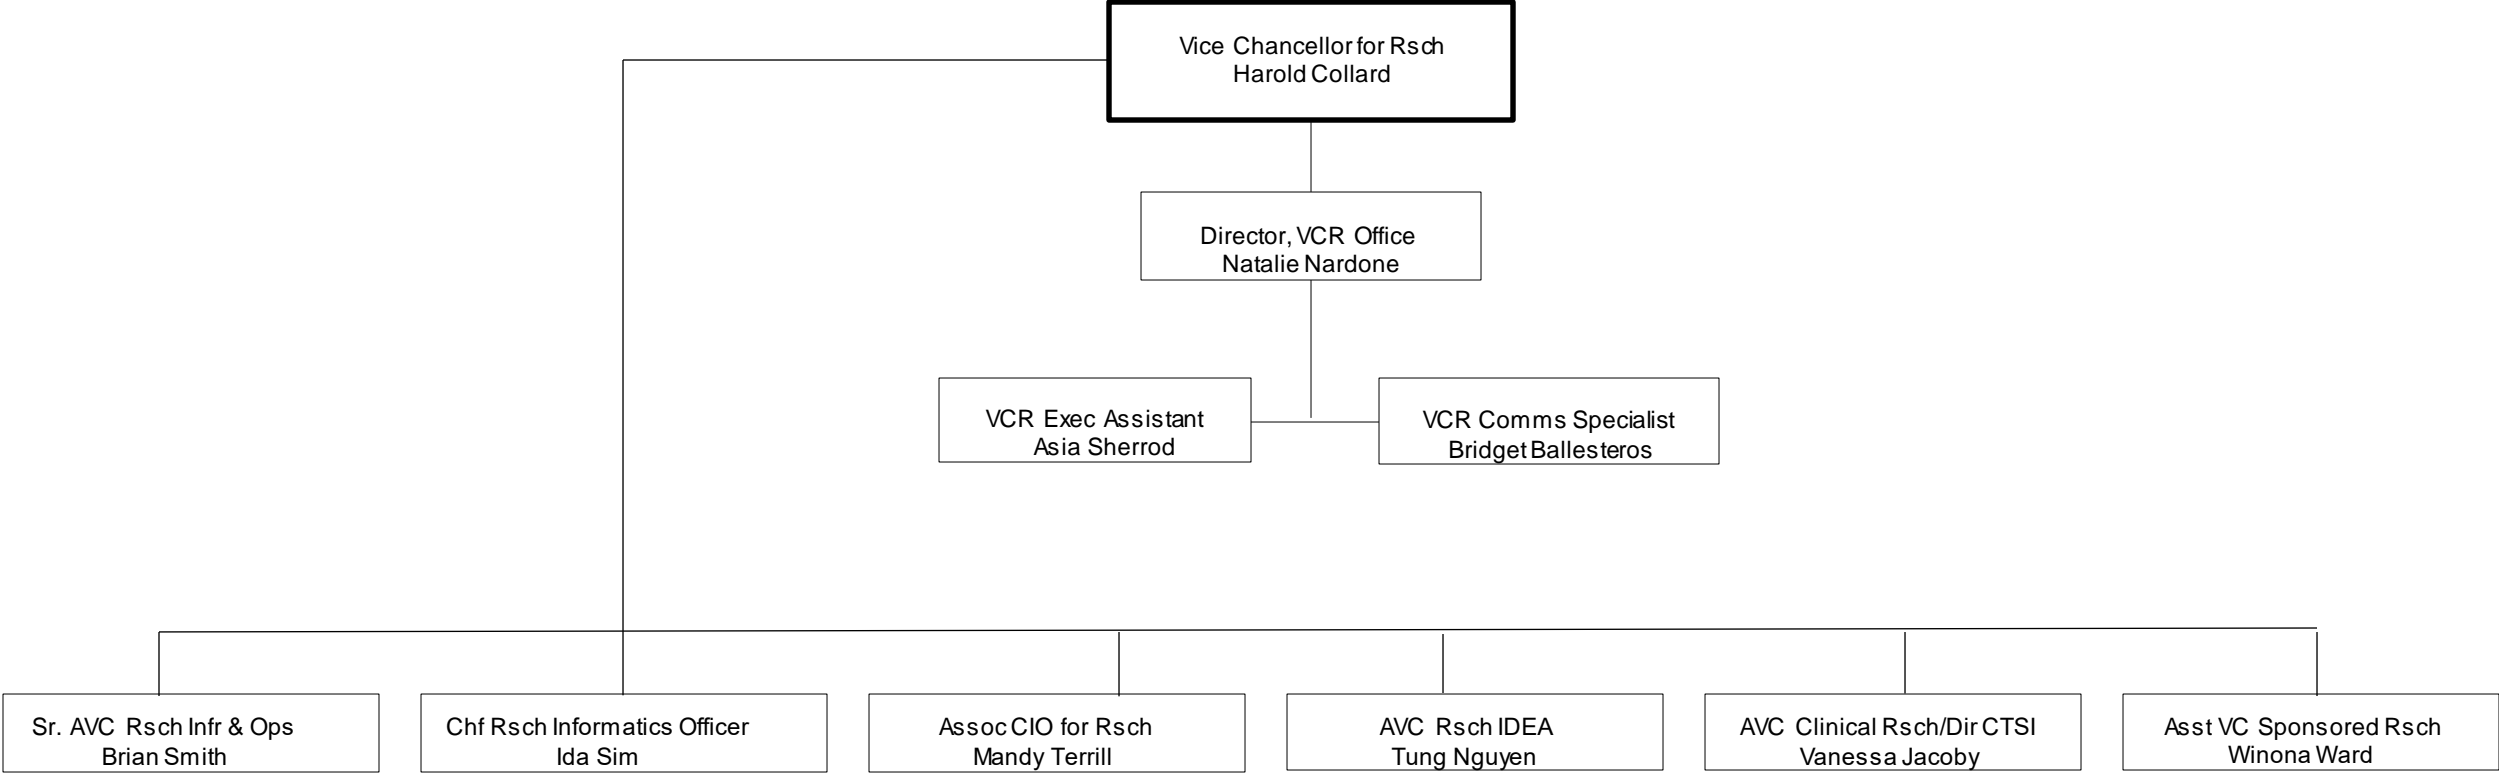 Vice Chancellor for Rsch
Harold Collard
Director, VCR Office
Natalie Nardone
VCR Exec Assistant
Asia Sherrod
VCR Comms Specialist
Bridget Ballesteros
Sr. AVC Rsch Infr & Ops
Brian Smith
Chf Rsch Informatics Officer
Ida Sim
Assoc CIO for Rsch
Mandy Terrill
AVC Rsch IDEA
Tung Nguyen
AVC Clinical Rsch/Dir CTSI
Vanessa Jacoby
Asst VC Sponsored Rsch
Winona Ward